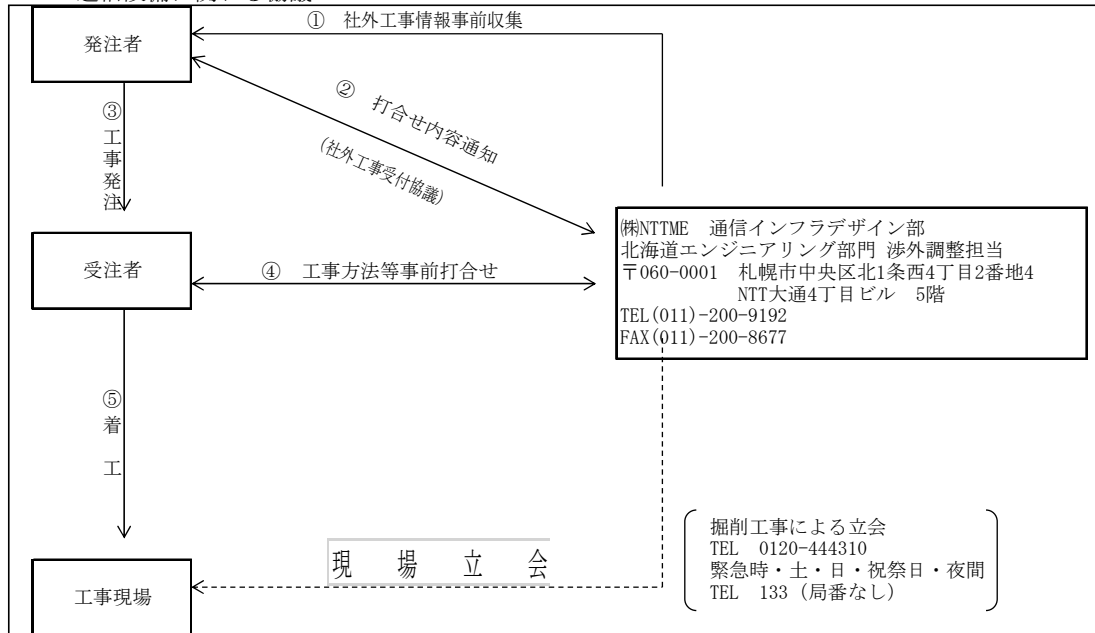 ① 社外工事情報事前収集
発注者
② 打合せ内容通知
(社外工事受付協議)
③工事発注
㈱NTTME 通信インフラデザイン部
北海道エンジニアリング部門 渉外調整担当
〒060-0001 札幌市中央区北1条西4丁目2番地4
NTT大通4丁目ビル 5階
TEL(011)-200-9192
FAX(011)-200-8677
受注者
④ 工事方法等事前打合せ
⑤着 工
掘削工事による立会
TEL 0120-444310
緊急時・土・日・祝祭日・夜間
TEL 133 (局番なし)
現 場 立 会
工事現場